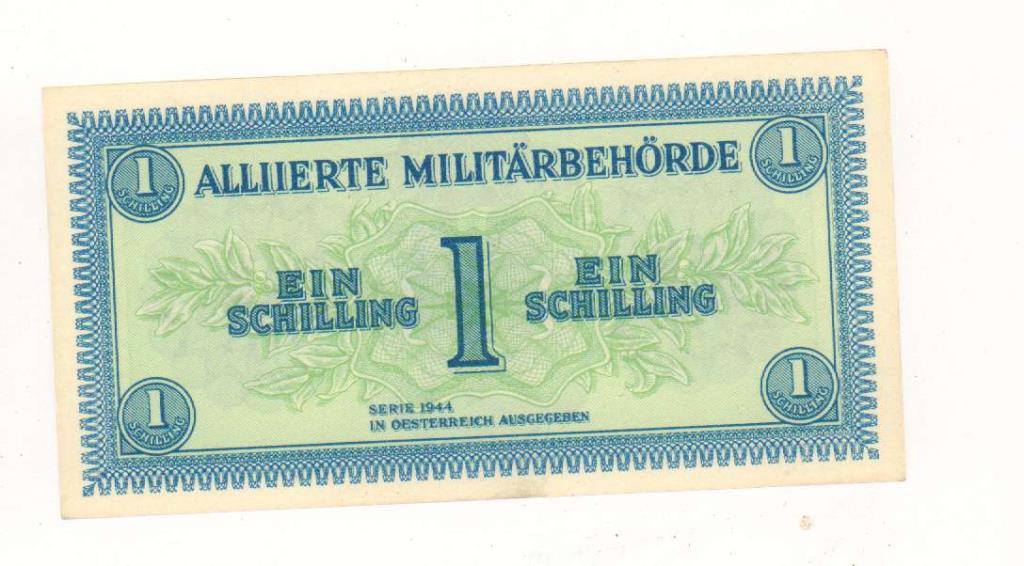 1 SCHILLING
1 SCHILLING
ALLIIERTE MILITÄRBEHÖRDE
EIN
SCHILLING
1
EIN
SCHILLING
SERIE 1944
IN OESTERREICH AUSGEGEBEN
1 SCHILLING
1 SCHILLING